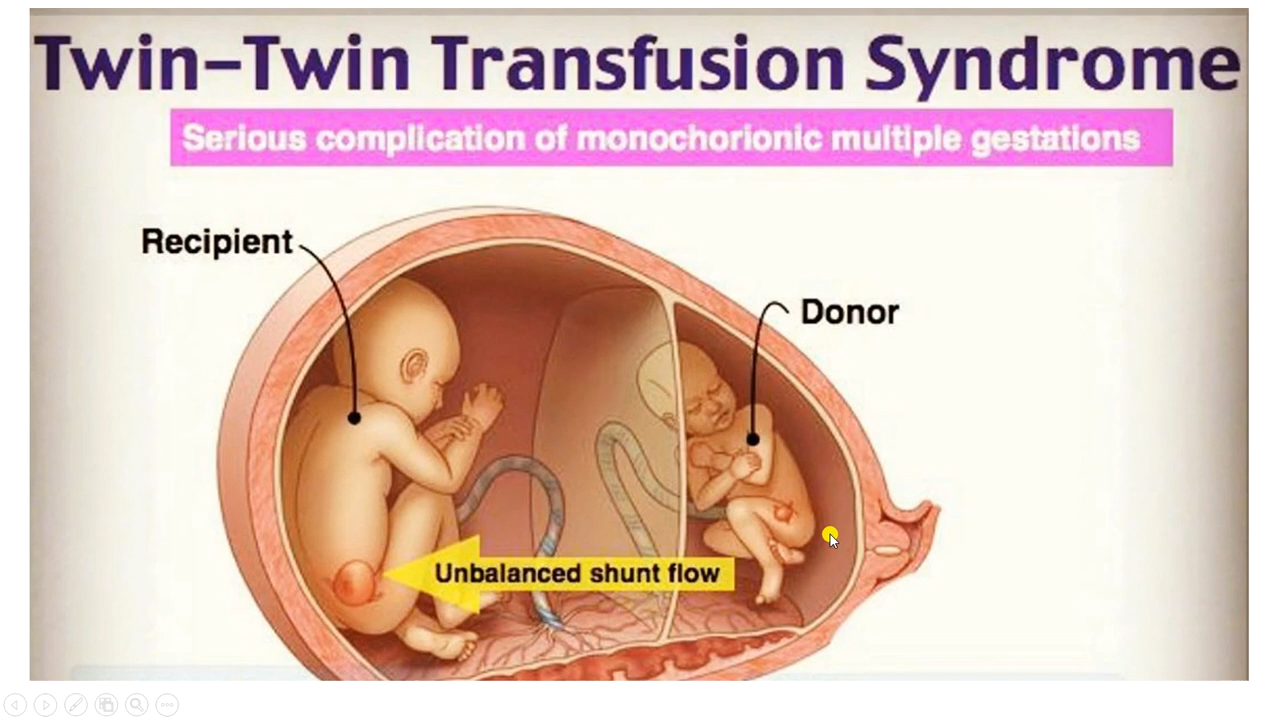 Twin–Twin Transfusion Syndrome
Serious complication of monochorionic multiple gestations
Recipient
Donor
Unbalanced shunt flow